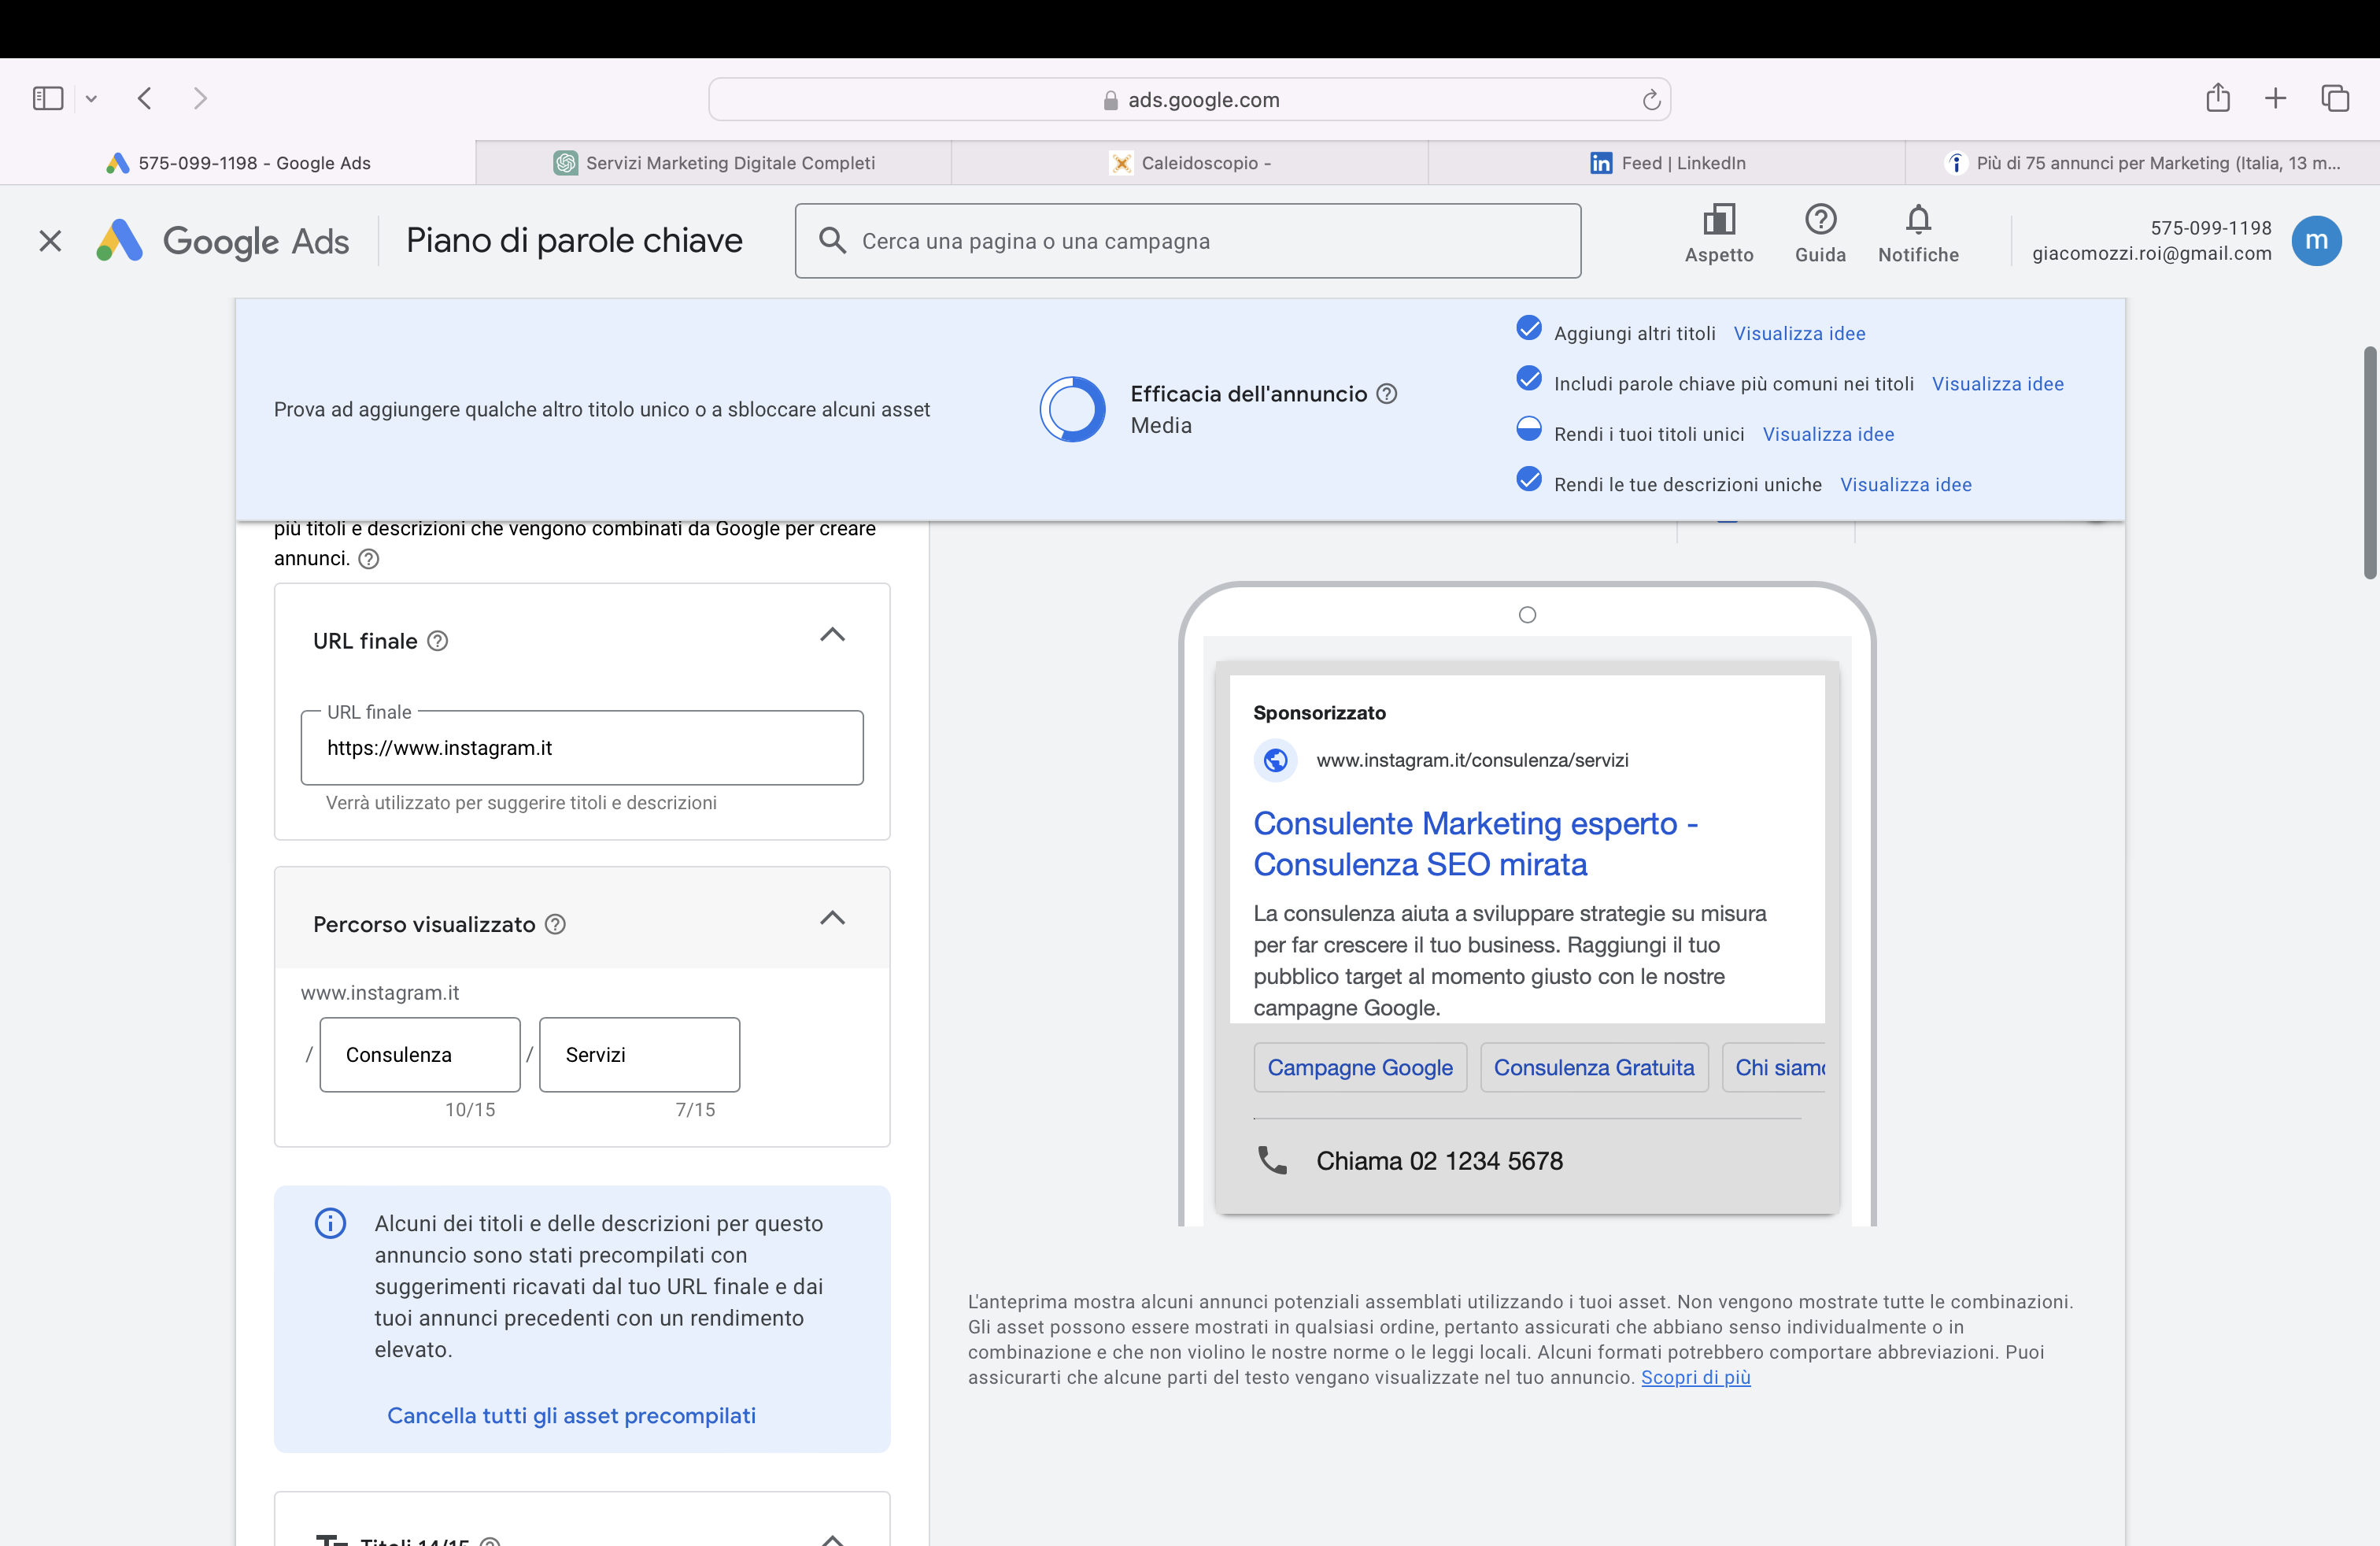 ads.google.com
575-099-1198 - Google Ads
Servizi Marketing Digitale Completi
Caleidoscopio -
Feed | LinkedIn
Più di 75 annunci per Marketing (Italia, 13 m...
Google Ads
Piano di parole chiave
Cerca una pagina o una campagna
Aspetto
Guida
Notifiche
575-099-1198
giacomozzi.roi@gmail.com
m
Prova ad aggiungere qualche altro titolo unico o a sbloccare alcuni asset
Efficacia dell'annuncio
Media
Aggiungi altri titoli Visualizza idee
Includi parole chiave più comuni nei titoli Visualizza idee
Rendi i tuoi titoli unici Visualizza idee
Rendi le tue descrizioni uniche Visualizza idee
più titoli e descrizioni che vengono combinati da Google per creare
annunci.
URL finale
URL finale
https://www.instagram.it
Verrà utilizzato per suggerire titoli e descrizioni
Percorso visualizzato
www.instagram.it
/ Consulenza / Servizi
10/15 7/15
Alcuni dei titoli e delle descrizioni per questo
annuncio sono stati precompilati con
suggerimenti ricavati dal tuo URL finale e dai
tuoi annunci precedenti con un rendimento
elevato.
Cancella tutti gli asset precompilati
Titoli 14/15
Sponsorizzato
www.instagram.it/consulenza/servizi
Consulente Marketing esperto -
Consulenza SEO mirata
La consulenza aiuta a sviluppare strategie su misura
per far crescere il tuo business. Raggiungi il tuo
pubblico target al momento giusto con le nostre
campagne Google.
Campagne Google
Consulenza Gratuita
Chi siamo
Chiama 02 1234 5678
L'anteprima mostra alcuni annunci potenziali assemblati utilizzando i tuoi asset. Non vengono mostrate tutte le combinazioni.
Gli asset possono essere mostrati in qualsiasi ordine, pertanto assicurati che abbiano senso individualmente o in
combinazione e che non violino le nostre norme o le leggi locali. Alcuni formati potrebbero comportare abbreviazioni. Puoi
assicurarti che alcune parti del testo vengano visualizzate nel tuo annuncio. Scopri di più